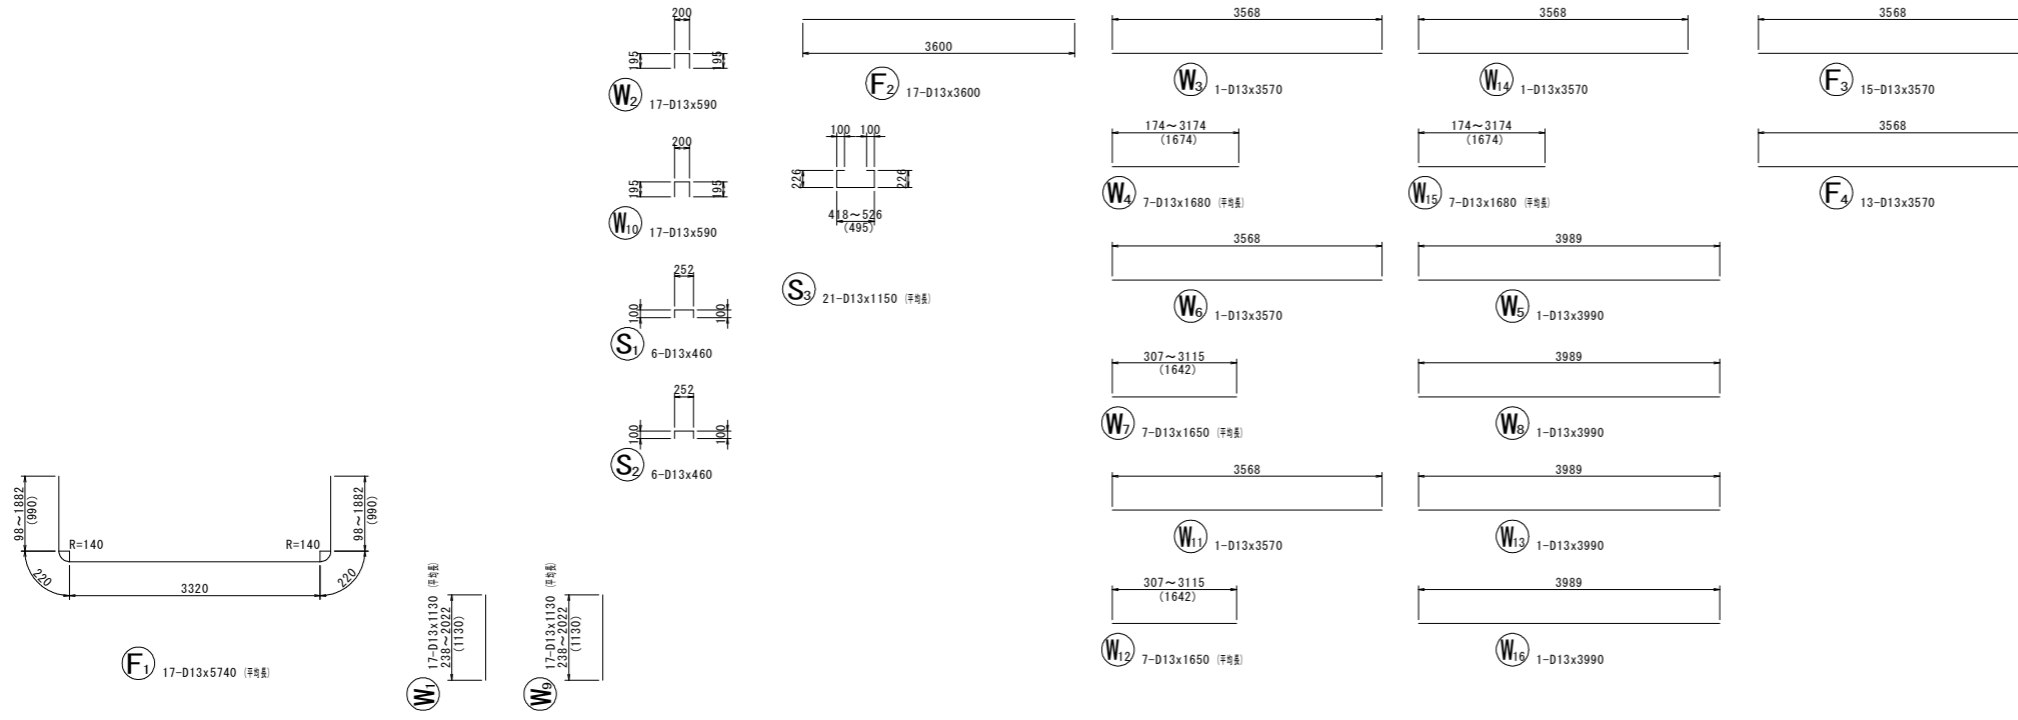 200
195
195
W2 17-D13x590
200
195
195
W10 17-D13x590
252
100
100
S1 6-D13x460
252
100
100
S2 6-D13x460
3600
F2 17-D13x3600
100 100
226
226
418～526
(495)
S3 21-D13x1150 (平均長)
3568
W3 1-D13x3570
174～3174
(1674)
W4 7-D13x1680 (平均長)
3568
W6 1-D13x3570
307～3115
(1642)
W7 7-D13x1650 (平均長)
3568
W11 1-D13x3570
307～3115
(1642)
W12 7-D13x1650 (平均長)
3568
W14 1-D13x3570
174～3174
(1674)
W15 7-D13x1680 (平均長)
3989
W5 1-D13x3990
3989
W8 1-D13x3990
3989
W13 1-D13x3990
3989
W16 1-D13x3990
3568
F3 15-D13x3570
3568
F4 13-D13x3570
98～1882
(990)
R=140
R=140
98～1882
(990)
220
3320
220
F1 17-D13x5740 (平均長)
W1 17-D13x1130 (平均長)
238～2022
(1130)
W9 17-D13x1130 (平均長)
238～2022
(1130)